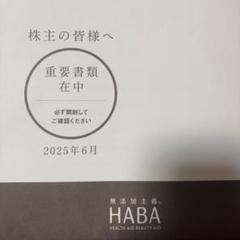 株主の皆様へ
重要書類
在中
必ず開封して
ご確認ください
2025年6月
無添加主義®
HABA
HEALTH AID BEAUTY AID